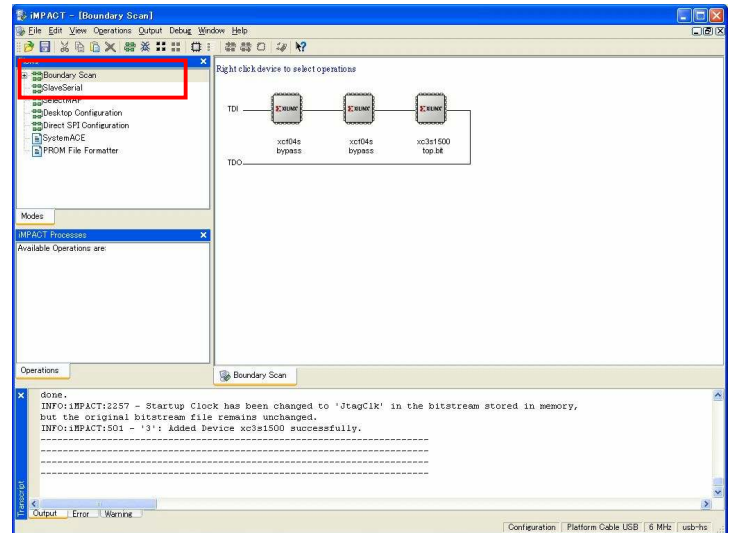 iMPACT - [Boundary Scan]
File Edit View Operations Output Debug Window Help
Boundary Scan
SlaveSerial
SelectMAP
Desktop Configuration
Direct SPI Configuration
SystemACE
PROM File Formatter
Modes
iMPACT Processes
Available Operations are:
Operations
Right click device to select operations
TDI
XILINX XILINX XILINX
xcf04s xcf04s xc3s1500
bypass bypass top.bit
TDO
Boundary Scan
done.
INFO:iMPACT:2257 - Startup Clock has been changed to 'JtagClk' in the bitstream stored in memory,
but the original bitstream file remains unchanged.
INFO:iMPACT:501 - '3': Added Device xc3s1500 successfully.
----------------------------------------------------------------------
----------------------------------------------------------------------
----------------------------------------------------------------------
----------------------------------------------------------------------
Transcript
Output Error Warning
Configuration Platform Cable USB 6 MHz usb-hs